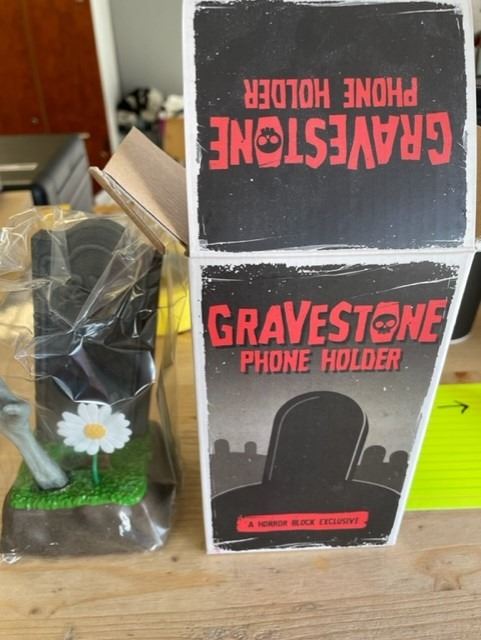 GRAVESTONE
PHONE HOLDER
GRAVESTONE
PHONE HOLDER
A HORROR BLOCK EXCLUSIVE